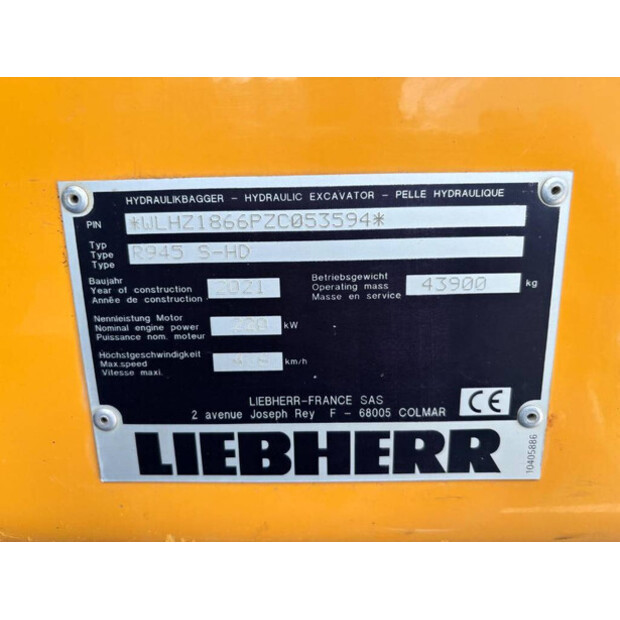 HYDRAULIKBAGGER - HYDRAULIC EXCAVATOR - PELLE HYDRAULIQUE
PIN *WLHZ1866PZC053594*
Typ
Type R945 S-HD
Type
Baujahr
Year of construction 2021
Année de construction
Betriebsgewicht
Operating mass 43900 kg
Masse en service
Nennleistung Motor
Nominal engine power 220 kW
Puissance nom. moteur
Höchstgeschwindigkeit
Max.speed km/h
Vitesse maxi.
LIEBHERR-FRANCE SAS
2 avenue Joseph Rey F - 68005 COLMAR
CE
LIEBHERR
10405886